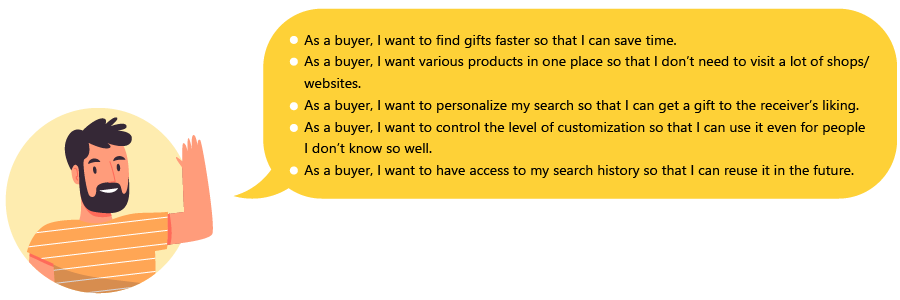 As a buyer, I want to find gifts faster so that I can save time.
As a buyer, I want various products in one place so that I don’t need to visit a lot of shops/
websites.
As a buyer, I want to personalize my search so that I can get a gift to the receiver’s liking.
As a buyer, I want to control the level of customization so that I can use it even for people
I don’t know so well.
As a buyer, I want to have access to my search history so that I can reuse it in the future.